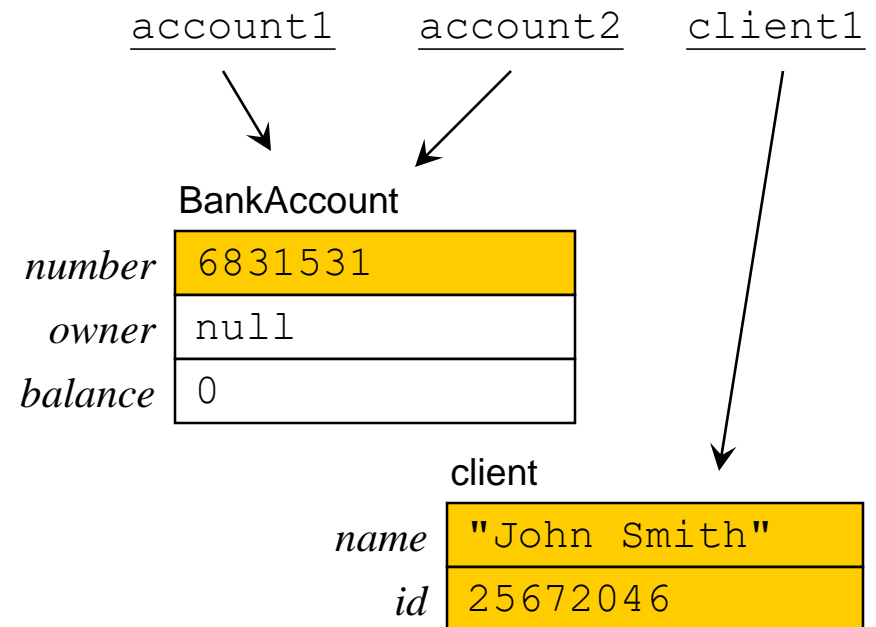 account1 account2 client1
BankAccount
number 6831531
owner null
balance 0
client
name "John Smith"
id 25672046